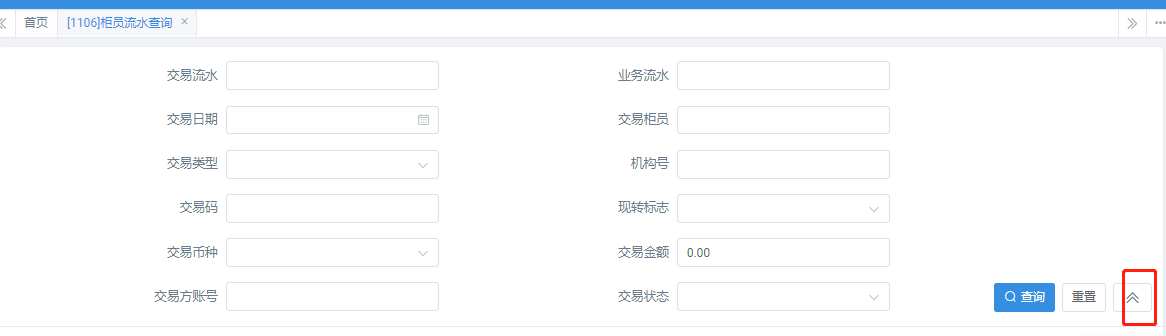 首页 [1106]柜员流水查询
交易流水 业务流水
交易日期 交易柜员
交易类型 机构号
交易码 现转标志
交易币种 交易金额 0.00
交易方账号 交易状态 查询 重置